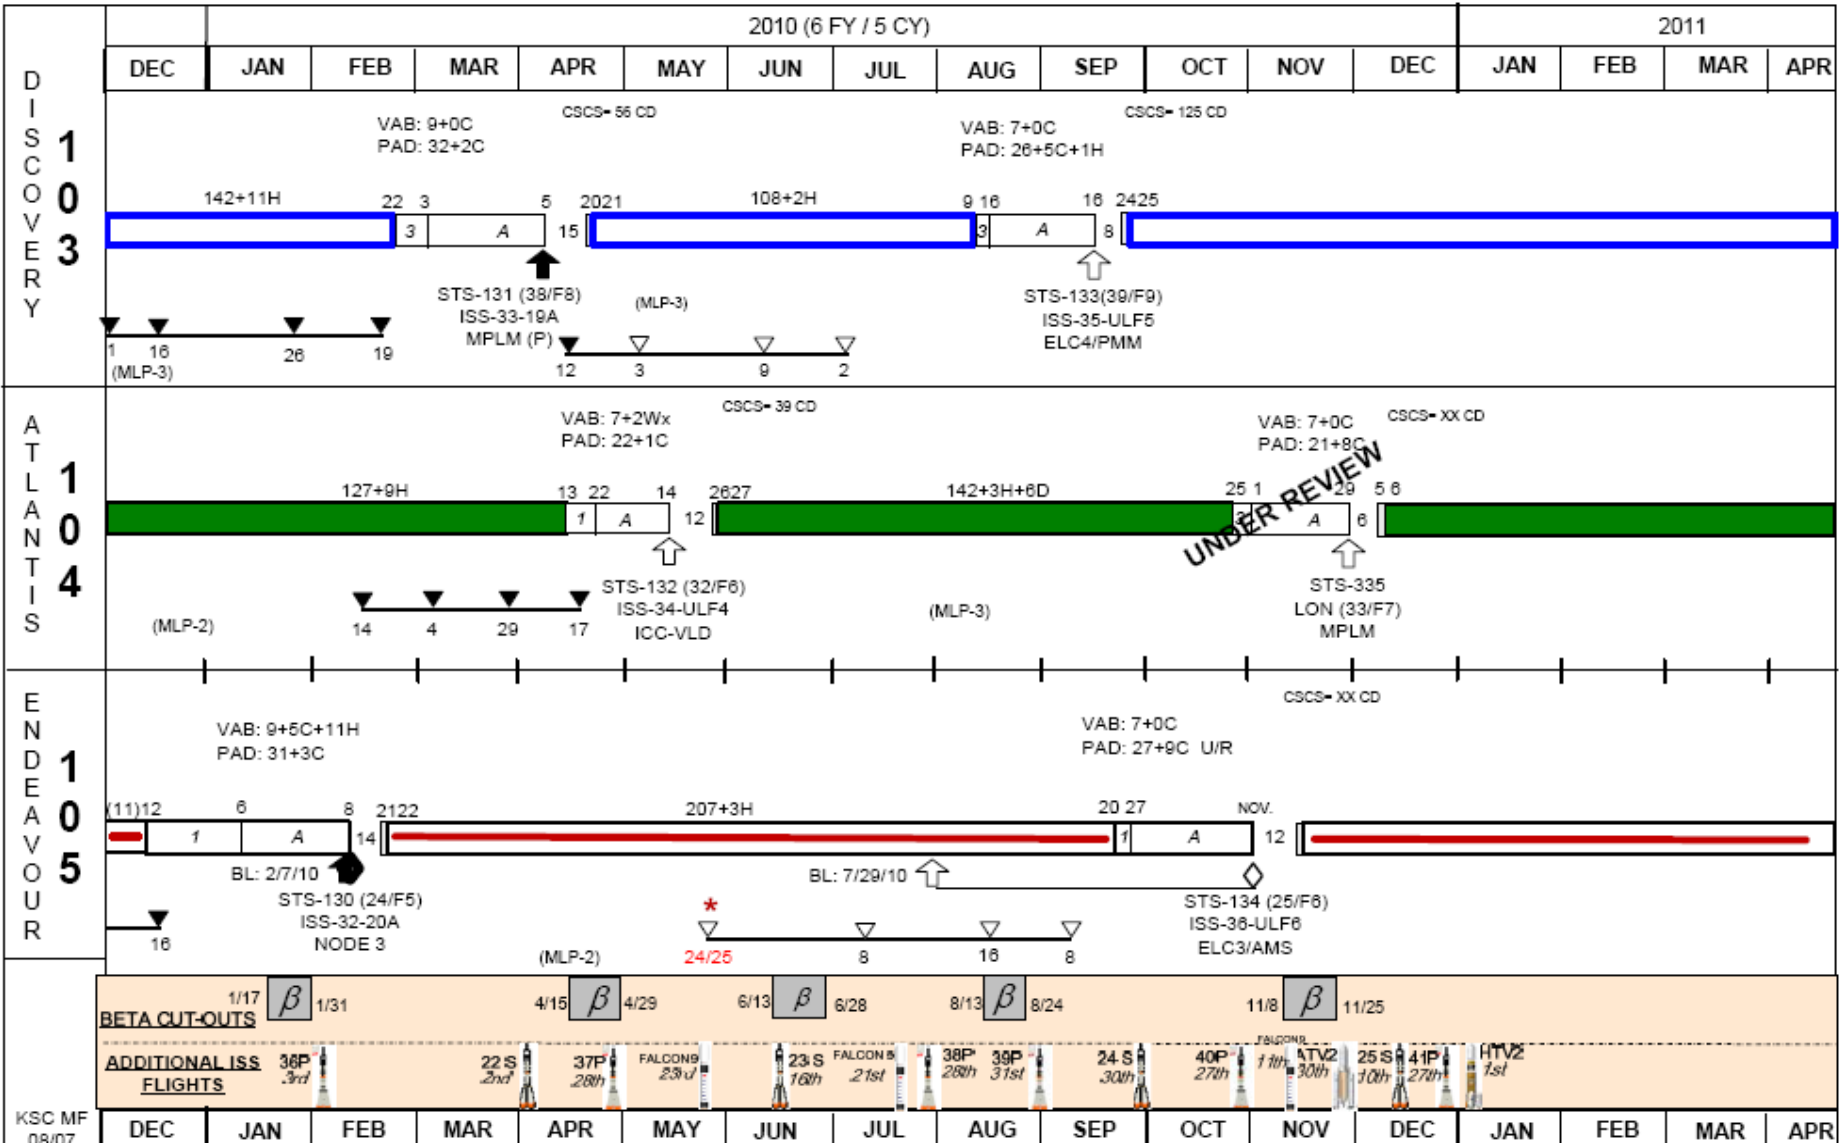 2010 (6 FY / 5 CY) 2011
DEC JAN FEB MAR APR MAY JUN JUL AUG SEP OCT NOV DEC JAN FEB MAR APR
DISCOVERY
103
CSCS= 56 CD CSCS= 125 CD
VAB: 9+0C VAB: 7+0C
PAD: 32+2C PAD: 26+5C+1H
142+11H 22 3 5 2021 108+2H 9 16 16 2425
3 A 15 3 A 8
STS-131 (38/F8) (MLP-3) STS-133(39/F9)
ISS-33-19A ISS-35-ULF5
MPLM (P) ELC4/PMM
1 16 26 19 12 3 9 2
(MLP-3)
ATLANTIS
104
CSCS= 39 CD CSCS= XX CD
VAB: 7+2Wx VAB: 7+0C
PAD: 22+1C PAD: 21+8C
UNDER REVIEW
127+9H 13 22 14 2627 142+3H+6D 25 1 29 5 6
1 A 12 A 6
STS-132 (32/F6) STS-335
ISS-34-ULF4 (MLP-3) LON (33/F7)
ICC-VLD MPLM
(MLP-2) 14 4 29 17
ENDEAVOUR
105
CSCS= XX CD
VAB: 9+5C+11H VAB: 7+0C
PAD: 31+3C PAD: 27+9C U/R
(11)12 6 8 2122 207+3H 20 27 NOV.
1 A 14 1 A 12
BL: 2/7/10 BL: 7/29/10
STS-130 (24/F5) * STS-134 (25/F6)
ISS-32-20A ISS-36-ULF6
NODE 3 ELC3/AMS
16 (MLP-2) 24/25 8 16 8
1/17 β 1/31 4/15 β 4/29 6/13 β 6/28 8/13 β 8/24 11/8 β 11/25
BETA CUT-OUTS
ADDITIONAL ISS FLIGHTS
36P 3rd
22 S 2nd
37P 28th
FALCON9 23rd
23 S 16th
FALCON 9 21st
38P 28th
39P 31st
24 S 30th
40P 27th
FALCON9 11th
ATV2 30th
25 S 10th
41P 27th
HTV2 1st
KSC MF
08/07
DEC JAN FEB MAR APR MAY JUN JUL AUG SEP OCT NOV DEC JAN FEB MAR APR